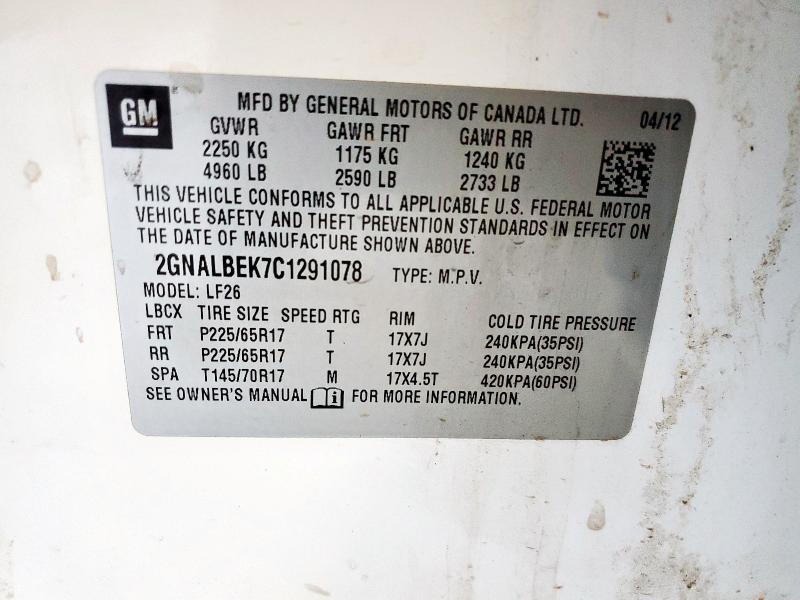 GM
MFD BY GENERAL MOTORS OF CANADA LTD. 04/12
GVWR GAWR FRT GAWR RR
2250 KG 1175 KG 1240 KG
4960 LB 2590 LB 2733 LB
THIS VEHICLE CONFORMS TO ALL APPLICABLE U.S. FEDERAL MOTOR
VEHICLE SAFETY AND THEFT PREVENTION STANDARDS IN EFFECT ON
THE DATE OF MANUFACTURE SHOWN ABOVE.
2GNALBEK7C1291078 TYPE: M.P.V.
MODEL: LF26
LBCX TIRE SIZE SPEED RTG RIM COLD TIRE PRESSURE
FRT P225/65R17 T 17X7J 240KPA(35PSI)
RR P225/65R17 T 17X7J 240KPA(35PSI)
SPA T145/70R17 M 17X4.5T 420KPA(60PSI)
SEE OWNER'S MANUAL i FOR MORE INFORMATION.